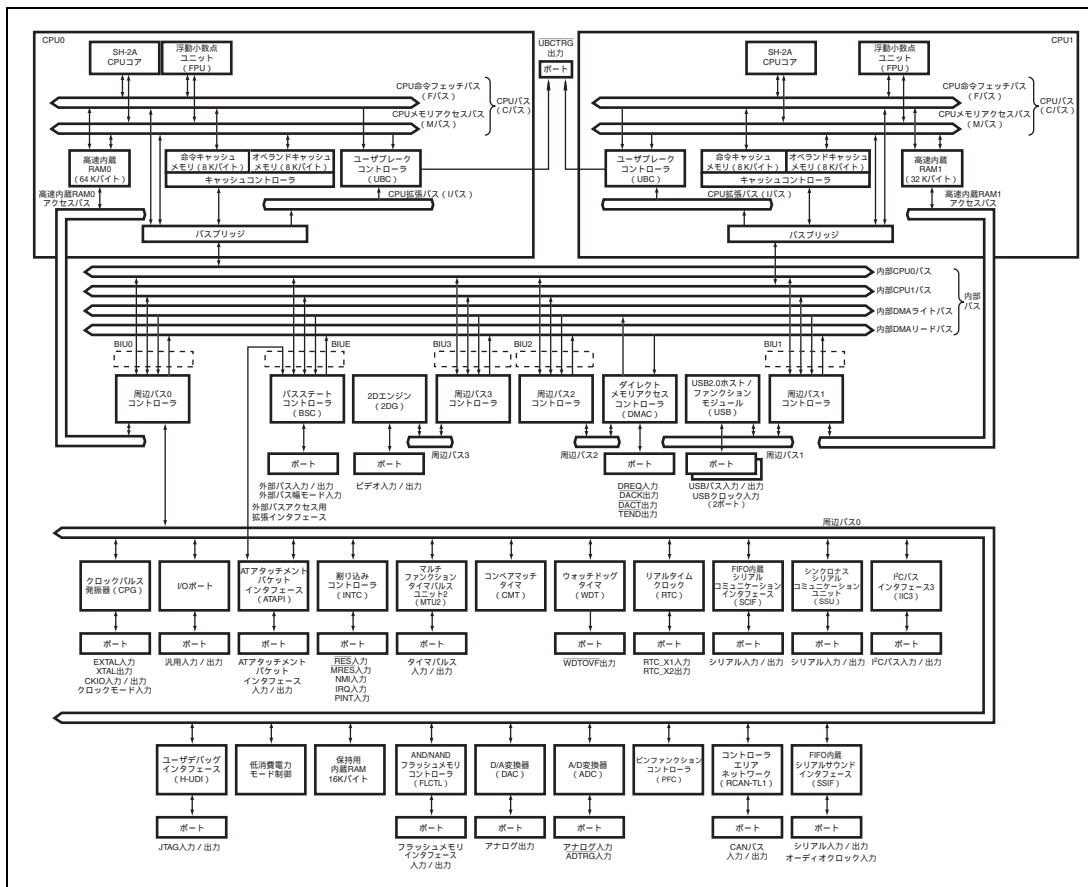 CPU0
SH-2A
CPUコア
浮動小数点
ユニット
(FPU)
CPU命令フェッチバス
(Fバス)
CPUメモリアクセスバス
(Mバス)
CPUバス
(Cバス)
高速内蔵
RAM0
(64 Kバイト)
命令キャッシュ
メモリ(8 Kバイト)
オペランドキャッシュ
メモリ(8 Kバイト)
キャッシュコントローラ
ユーザブレーク
コントローラ
(UBC)
高速内蔵RAM0
アクセスバス
CPU拡張バス(Iバス)
バスブリッジ
UBCTRG
出力
ポート
CPU1
SH-2A
CPUコア
浮動小数点
ユニット
(FPU)
CPU命令フェッチバス
(Fバス)
CPUメモリアクセスバス
(Mバス)
CPUバス
(Cバス)
ユーザブレーク
コントローラ
(UBC)
命令キャッシュ
メモリ(8 Kバイト)
オペランドキャッシュ
メモリ(8 Kバイト)
キャッシュコントローラ
高速内蔵
RAM1
(32 Kバイト)
CPU拡張バス(Iバス)
高速内蔵RAM1
アクセスバス
バスブリッジ
内部CPU0バス
内部CPU1バス
内部DMAライトバス
内部DMAリードバス
内部
バス
BIU0
BIUE
BIU3
BIU2
BIU1
周辺バス0
コントローラ
バスステート
コントローラ
(BSC)
2Dエンジン
(2DG)
周辺バス3
コントローラ
周辺バス2
コントローラ
ダイレクト
メモリアクセス
コントローラ
(DMAC)
USB2.0ホスト/
ファンクション
モジュール
(USB)
周辺バス1
コントローラ
周辺バス3
周辺バス2
周辺バス1
ポート
ポート
ポート
ポート
外部バス入力/出力
外部バス幅モード入力
外部バスアクセス用
拡張インタフェース
ビデオ入力/出力
DREQ入力
DACK出力
DACT出力
TEND出力
USBバス入力/出力
USBクロック入力
(2ポート)
周辺バス0
クロックパルス
発振器(CPG)
I/Oポート
ATアタッチメント
パケット
インタフェース
(ATAPI)
割り込み
コントローラ
(INTC)
マルチ
ファンクション
タイマパルス
ユニット2
(MTU2)
コンペアマッチ
タイマ
(CMT)
ウォッチドッグ
タイマ
(WDT)
リアルタイム
クロック
(RTC)
FIFO内蔵
シリアル
コミュニケーション
インタフェース
(SCIF)
シンクロナス
シリアル
コミュニケーション
ユニット
(SSU)
I²Cバス
インタフェース3
(IIC3)
ポート
ポート
ポート
ポート
ポート
ポート
ポート
ポート
ポート
ポート
EXTAL入力
XTAL出力
CKIO入力/出力
クロックモード入力
汎用入力/出力
ATアタッチメント
パケット
インタフェース
入力/出力
RES入力
MRES入力
NMI入力
IRQ入力
PINT入力
タイマパルス
入力/出力
WDTOVF出力
RTC_X1入力
RTC_X2出力
シリアル入力/出力
シリアル入力/出力
I²Cバス入力/出力
ユーザデバッグ
インタフェース
(H-UDI)
低消費電力
モード制御
保持用
内蔵RAM
16Kバイト
AND/NAND
フラッシュメモリ
コントローラ
(FLCTL)
D/A変換器
(DAC)
A/D変換器
(ADC)
ピンファンクション
コントローラ
(PFC)
コントローラ
エリア
ネットワーク
(RCAN-TL1)
FIFO内蔵
シリアルサウンド
インタフェース
(SSIF)
ポート
ポート
ポート
ポート
ポート
ポート
JTAG入力/出力
フラッシュメモリ
インタフェース
入力/出力
アナログ出力
アナログ入力
ADTRG入力
CANバス
入力/出力
シリアル入力/出力
オーディオクロック入力